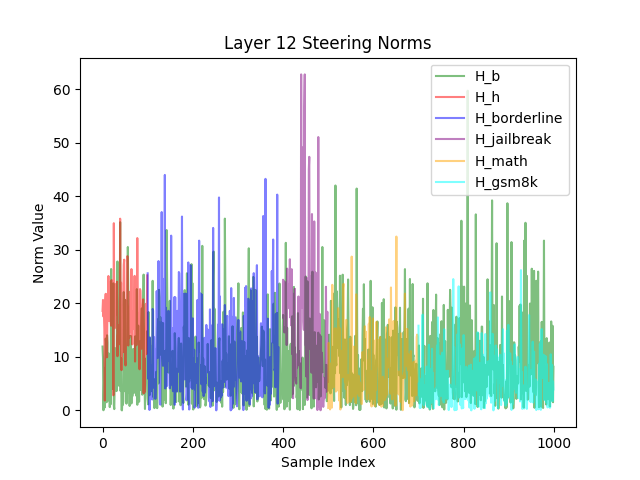 Layer 12 Steering Norms
Norm Value
60
50
40
30
20
10
0
0 200 400 600 800 1000
Sample Index
H_b
H_h
H_borderline
H_jailbreak
H_math
H_gsm8k